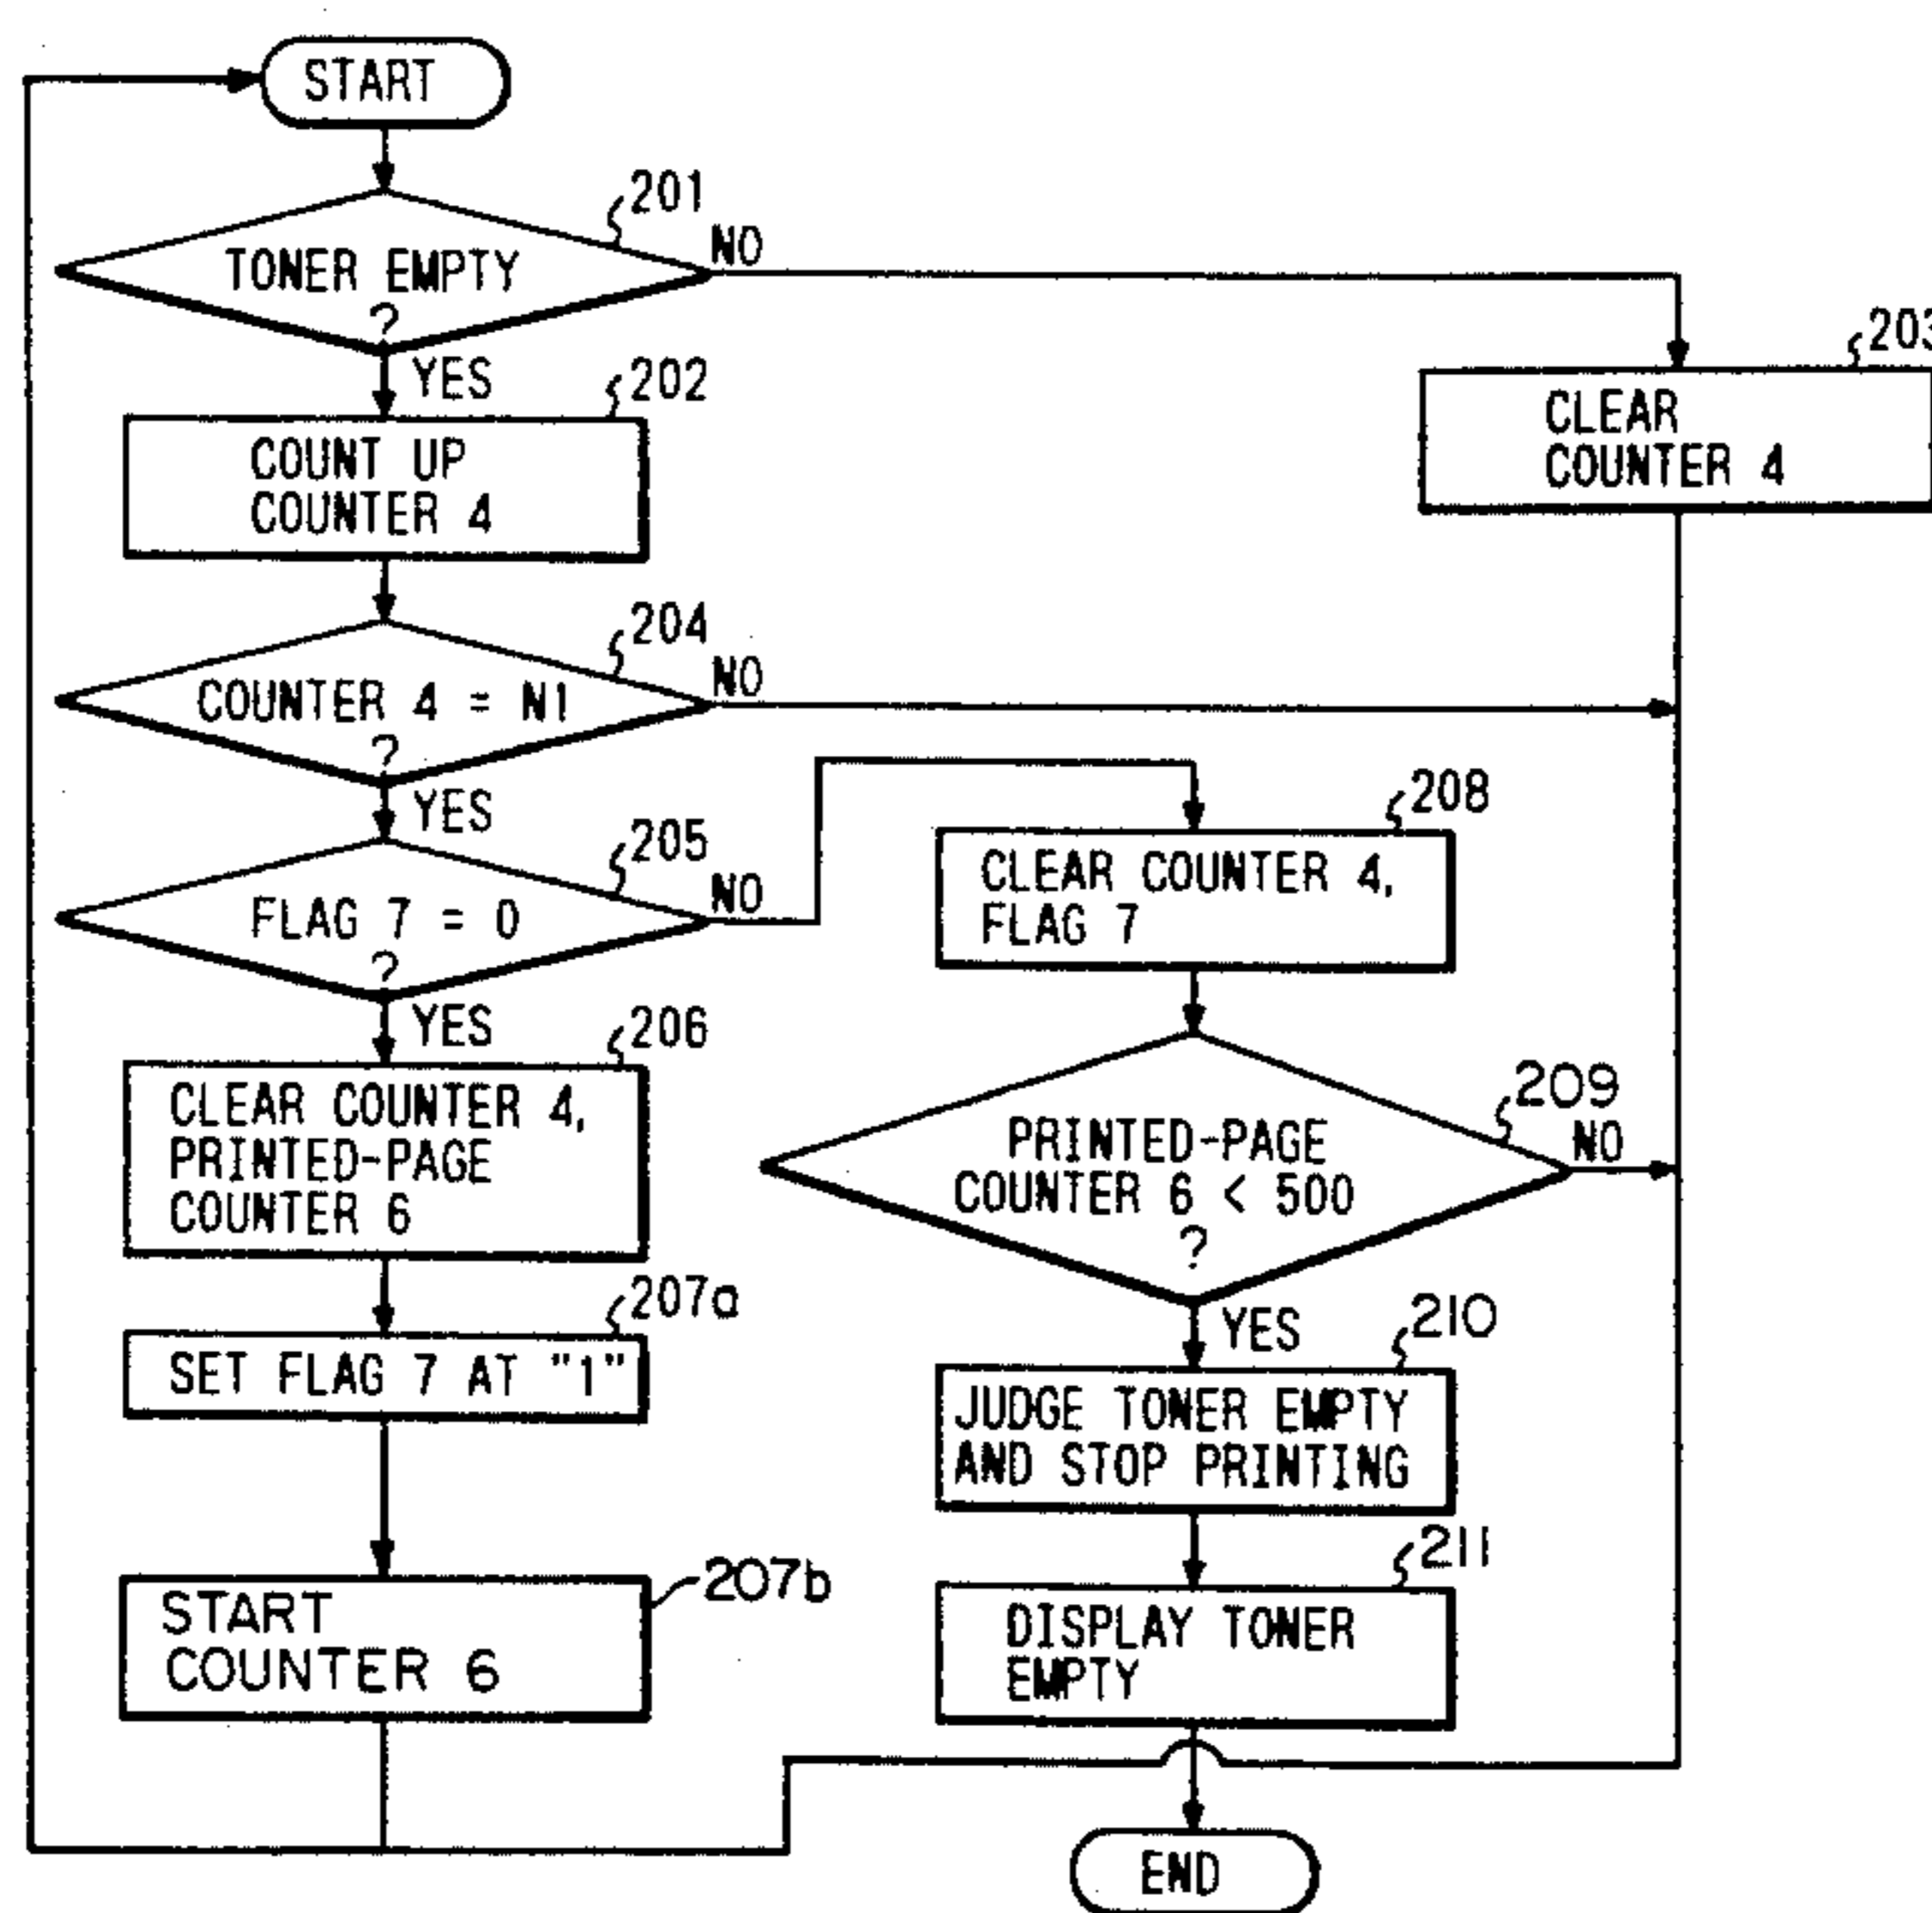 START
201
TONER EMPTY
?
NO
YES
202
COUNT UP
COUNTER 4
203
CLEAR
COUNTER 4
204
COUNTER 4 = N1
?
NO
YES
205
FLAG 7 = 0
?
NO
YES
206
CLEAR COUNTER 4,
PRINTED-PAGE
COUNTER 6
207a
SET FLAG 7 AT "1"
207b
START
COUNTER 6
208
CLEAR COUNTER 4,
FLAG 7
209
PRINTED-PAGE
COUNTER 6 < 500
?
NO
YES
210
JUDGE TONER EMPTY
AND STOP PRINTING
211
DISPLAY TONER
EMPTY
END